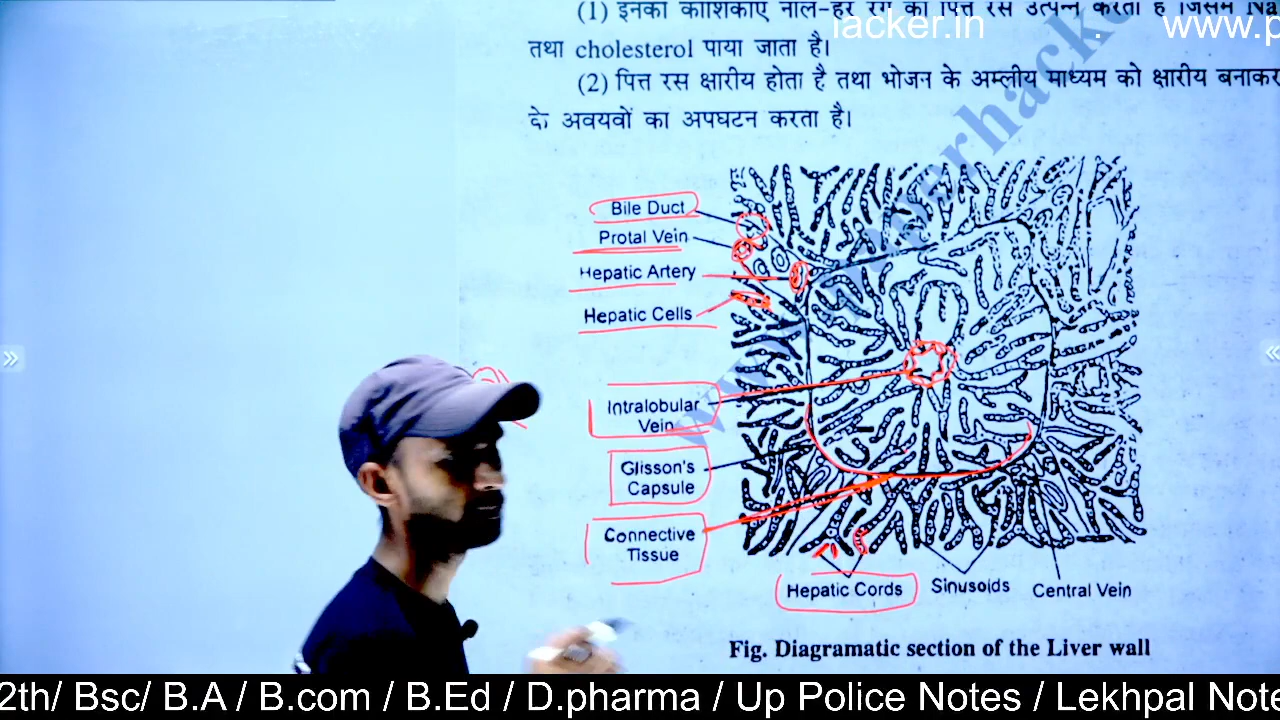 (1) इनकी कोशिकाएँ नीले-हरे रंग का पित्त रस उत्पन्न करती है जिसमें Na
तथा cholesterol पाया जाता है।
(2) पित्त रस क्षारीय होता है तथा भोजन के अम्लीय माध्यम को क्षारीय बनाकर
के अवयवों का अपघटन करता है।
Bile Duct
Protal Vein
Hepatic Artery
Hepatic Cells
Intralobular
Vein
Glisson's
Capsule
Connective
Tissue
Hepatic Cords
Sinusoids
Central Vein
Fig. Diagramatic section of the Liver wall
2th/ Bsc/ B.A / B.com / B.Ed / D.pharma / Up Police Notes / Lekhpal Note